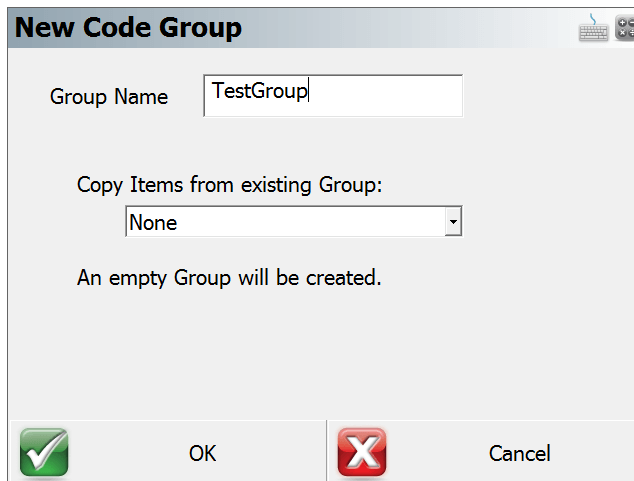 New Code Group
Group Name
TestGroup
Copy Items from existing Group:
None
An empty Group will be created.
OK
Cancel